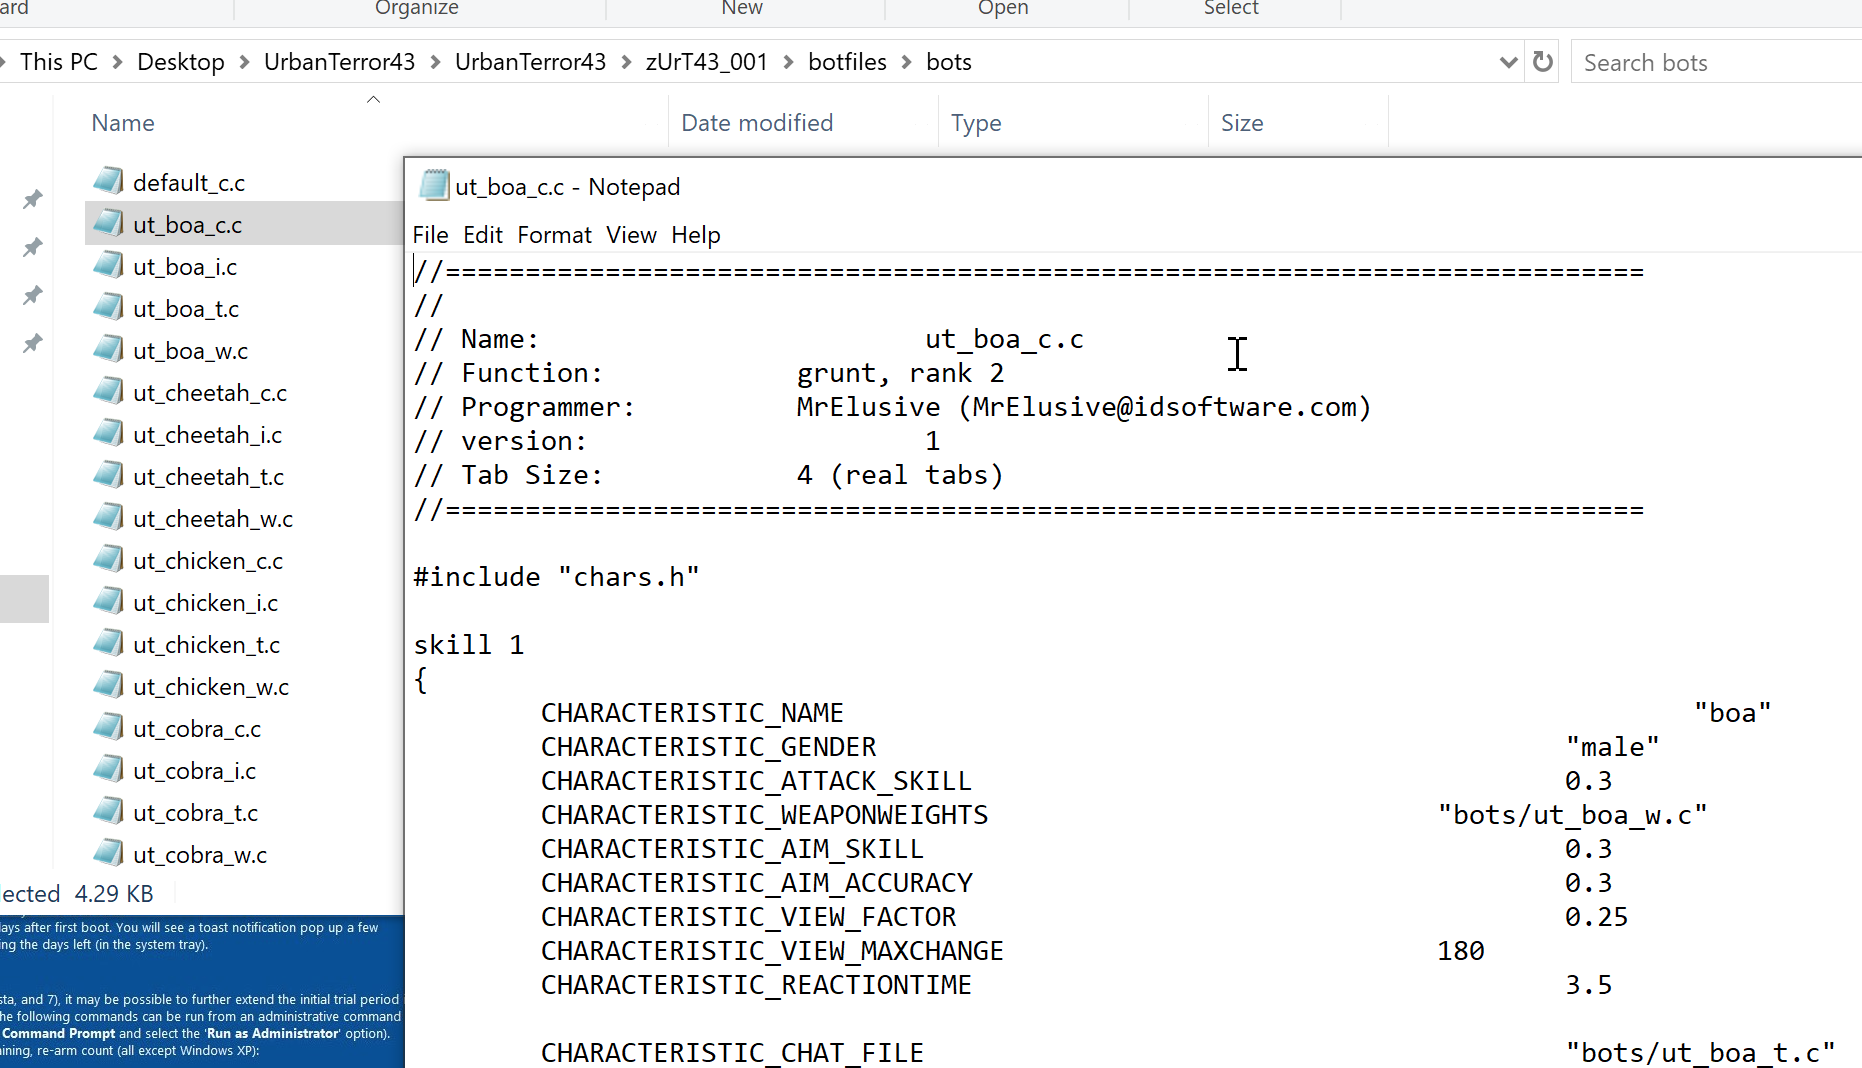 ard Organize New Open Select
This PC Desktop UrbanTerror43 UrbanTerror43 zUrT43_001 botfiles bots Search bots
Name Date modified Type Size
default_c.c
ut_boa_c.c
ut_boa_i.c
ut_boa_t.c
ut_boa_w.c
ut_cheetah_c.c
ut_cheetah_i.c
ut_cheetah_t.c
ut_cheetah_w.c
ut_chicken_c.c
ut_chicken_i.c
ut_chicken_t.c
ut_chicken_w.c
ut_cobra_c.c
ut_cobra_i.c
ut_cobra_t.c
ut_cobra_w.c
lected 4.29 KB
lays after first boot. You will see a toast notification pop up a few
ing the days left (in the system tray).
sta, and 7), it may be possible to further extend the initial trial period
he following commands can be run from an administrative command
Command Prompt and select the 'Run as Administrator' option).
aining, re-arm count (all except Windows XP):
ut_boa_c.c - Notepad
File Edit Format View Help
//===========================================================================
//
// Name: ut_boa_c.c
// Function: grunt, rank 2
// Programmer: MrElusive (MrElusive@idsoftware.com)
// version: 1
// Tab Size: 4 (real tabs)
//===========================================================================
#include "chars.h"
skill 1
{
CHARACTERISTIC_NAME "boa"
CHARACTERISTIC_GENDER "male"
CHARACTERISTIC_ATTACK_SKILL 0.3
CHARACTERISTIC_WEAPONWEIGHTS "bots/ut_boa_w.c"
CHARACTERISTIC_AIM_SKILL 0.3
CHARACTERISTIC_AIM_ACCURACY 0.3
CHARACTERISTIC_VIEW_FACTOR 0.25
CHARACTERISTIC_VIEW_MAXCHANGE 180
CHARACTERISTIC_REACTIONTIME 3.5
CHARACTERISTIC_CHAT_FILE "bots/ut_boa_t.c"